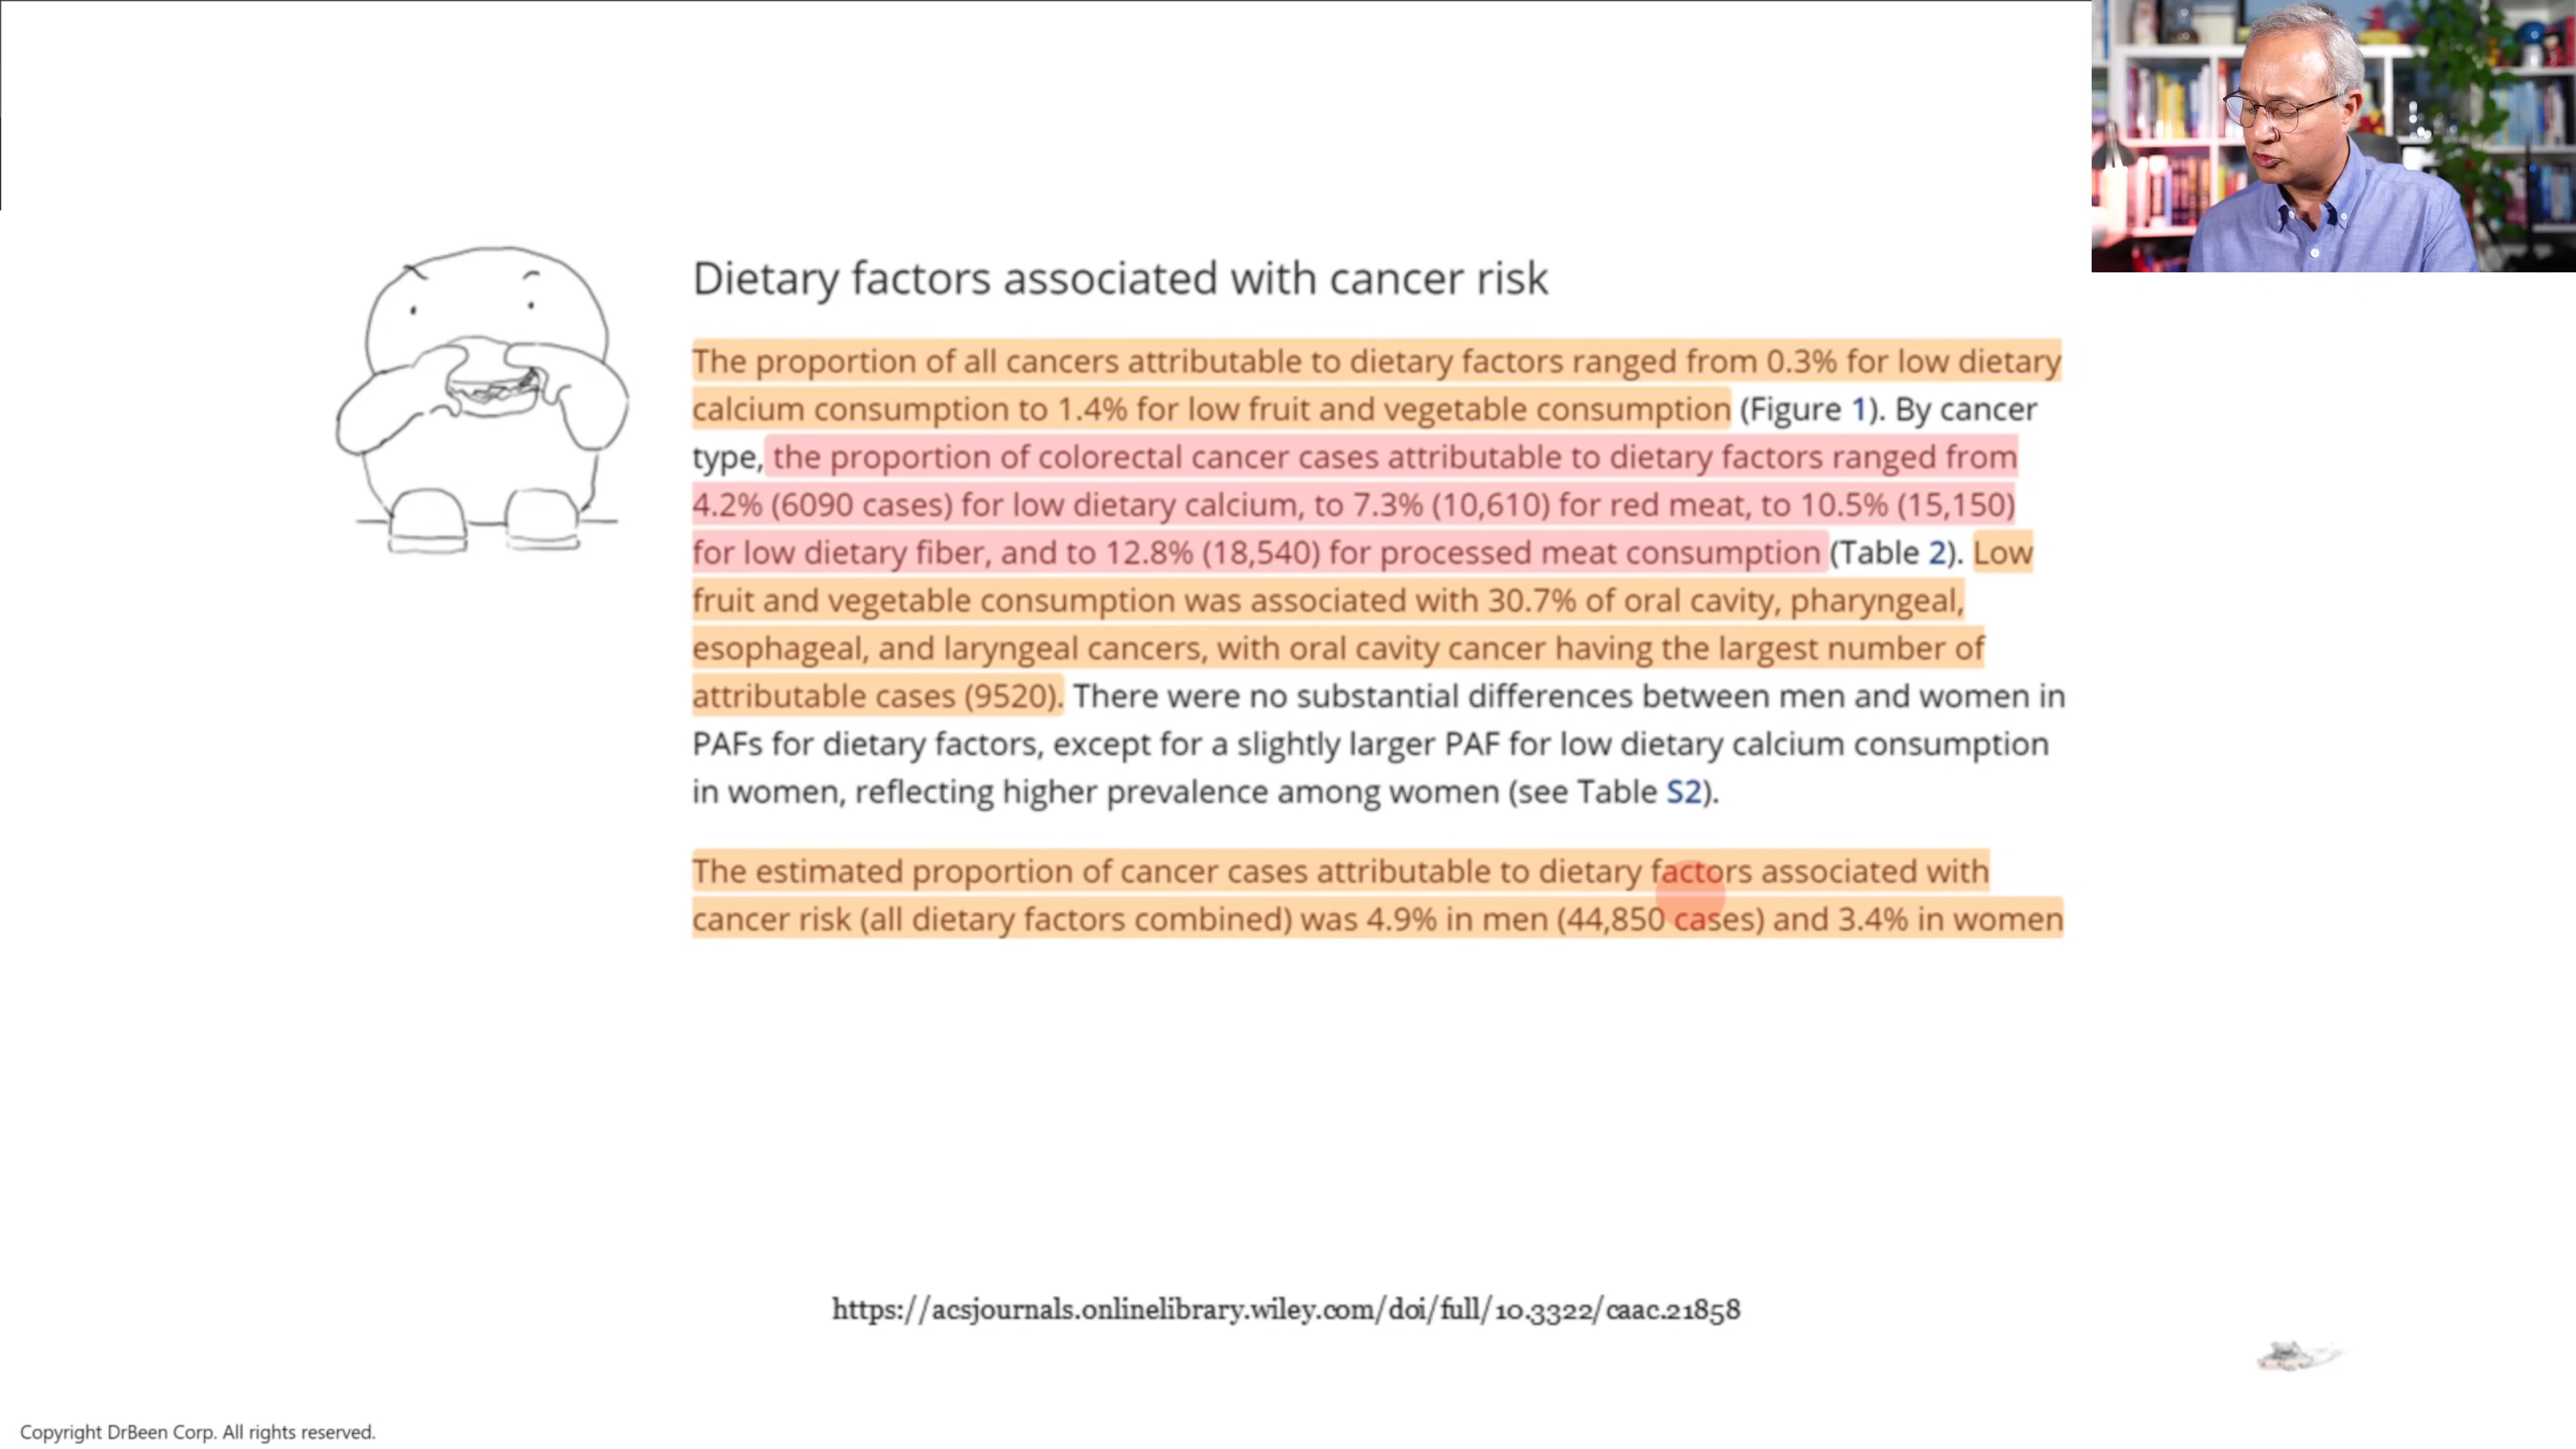 Dietary factors associated with cancer risk
The proportion of all cancers attributable to dietary factors ranged from 0.3% for low dietary
calcium consumption to 1.4% for low fruit and vegetable consumption (Figure 1). By cancer
type, the proportion of colorectal cancer cases attributable to dietary factors ranged from
4.2% (6090 cases) for low dietary calcium, to 7.3% (10,610) for red meat, to 10.5% (15,150)
for low dietary fiber, and to 12.8% (18,540) for processed meat consumption (Table 2). Low
fruit and vegetable consumption was associated with 30.7% of oral cavity, pharyngeal,
esophageal, and laryngeal cancers, with oral cavity cancer having the largest number of
attributable cases (9520). There were no substantial differences between men and women in
PAFs for dietary factors, except for a slightly larger PAF for low dietary calcium consumption
in women, reflecting higher prevalence among women (see Table S2).
The estimated proportion of cancer cases attributable to dietary factors associated with
cancer risk (all dietary factors combined) was 4.9% in men (44,850 cases) and 3.4% in women
https://acsjournals.onlinelibrary.wiley.com/doi/full/10.3322/caac.21858
Copyright DrBeen Corp. All rights reserved.